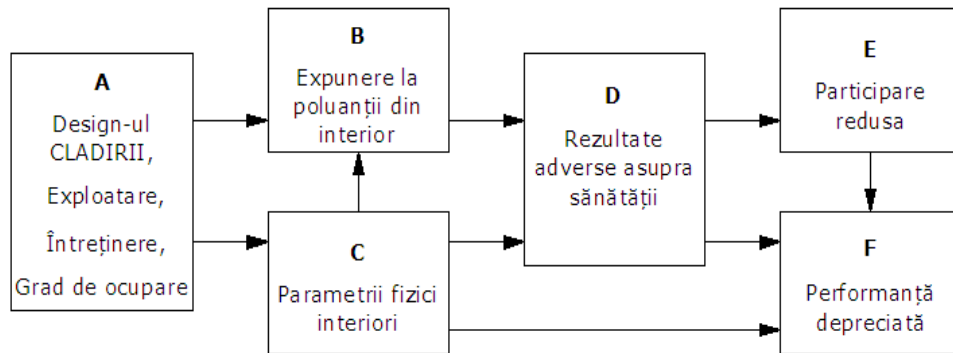 A
Design-ul
CLADIRII,
Exploatare,
Întreținere,
Grad de ocupare
B
Expunere la
poluanții din
interior
C
Parametrii fizici
interiori
D
Rezultate
adverse asupra
sănătății
E
Participare
redusa
F
Performanță
depreciată